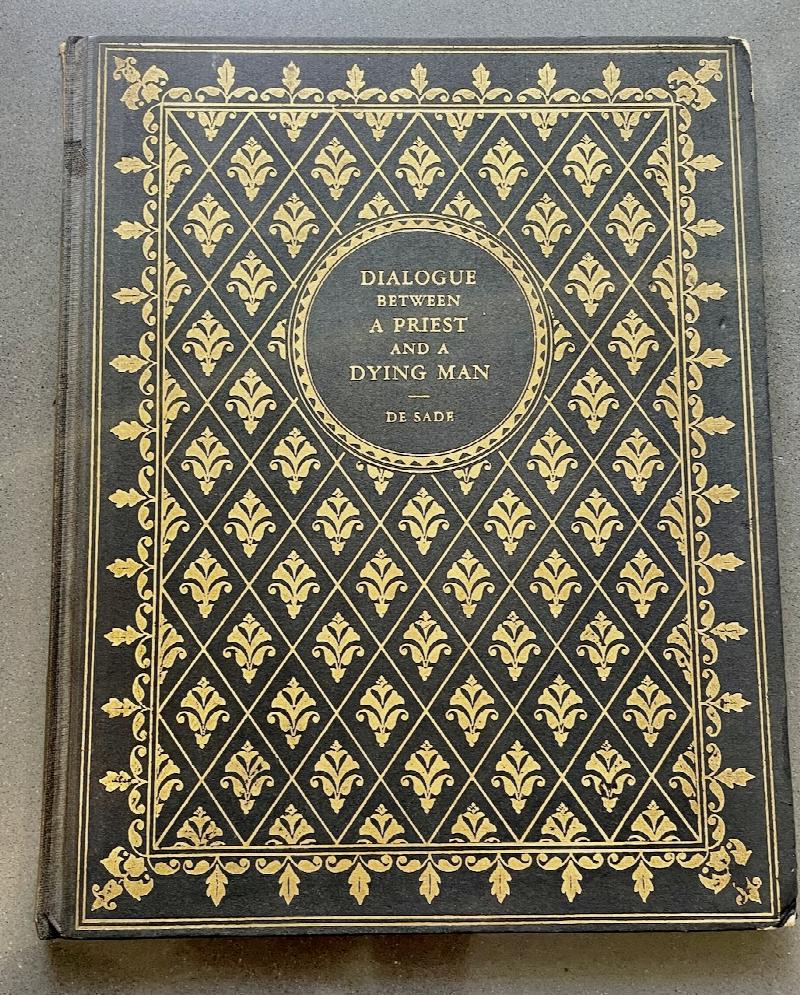 DIALOGUE
BETWEEN
A PRIEST
AND A
DYING MAN
—
DE SADE